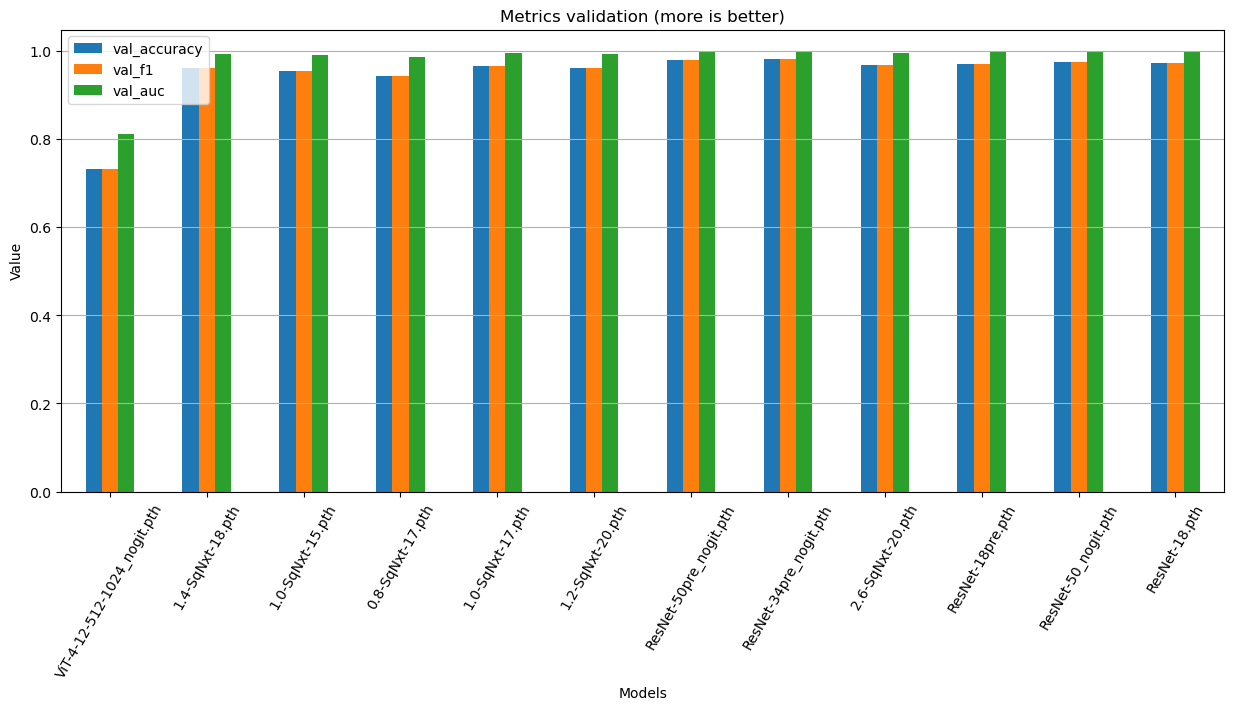 Metrics validation (more is better)
val_accuracy
val_f1
val_auc
Value
1.0
0.8
0.6
0.4
0.2
0.0
ViT-4-12-512-1024_nogit.pth
1.4-SqNxt-18.pth
1.0-SqNxt-15.pth
0.8-SqNxt-17.pth
1.0-SqNxt-17.pth
1.2-SqNxt-20.pth
ResNet-50pre_nogit.pth
ResNet-34pre_nogit.pth
2.6-SqNxt-20.pth
ResNet-18pre.pth
ResNet-50_nogit.pth
ResNet-18.pth
Models